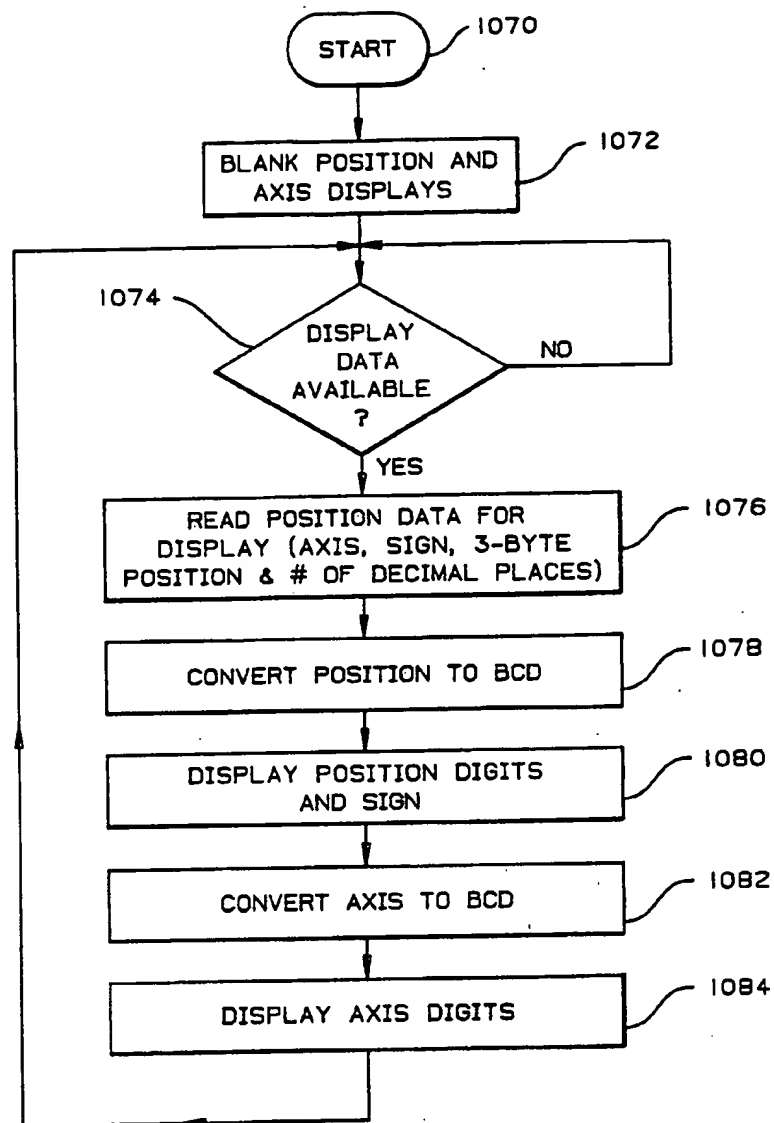 START
1070
BLANK POSITION AND
AXIS DISPLAYS
1072
1074
DISPLAY
DATA
AVAILABLE
?
NO
YES
READ POSITION DATA FOR
DISPLAY (AXIS, SIGN, 3-BYTE
POSITION & # OF DECIMAL PLACES)
1076
CONVERT POSITION TO BCD
1078
DISPLAY POSITION DIGITS
AND SIGN
1080
CONVERT AXIS TO BCD
1082
DISPLAY AXIS DIGITS
1084